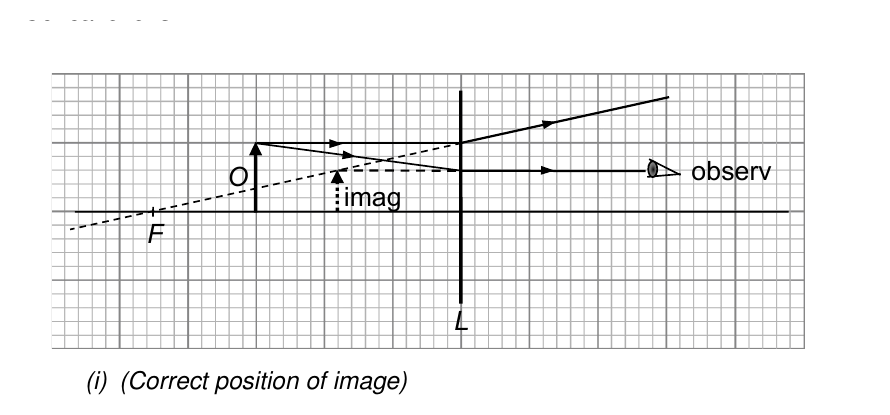 O
observ
imag
F
L
(i) (Correct position of image)